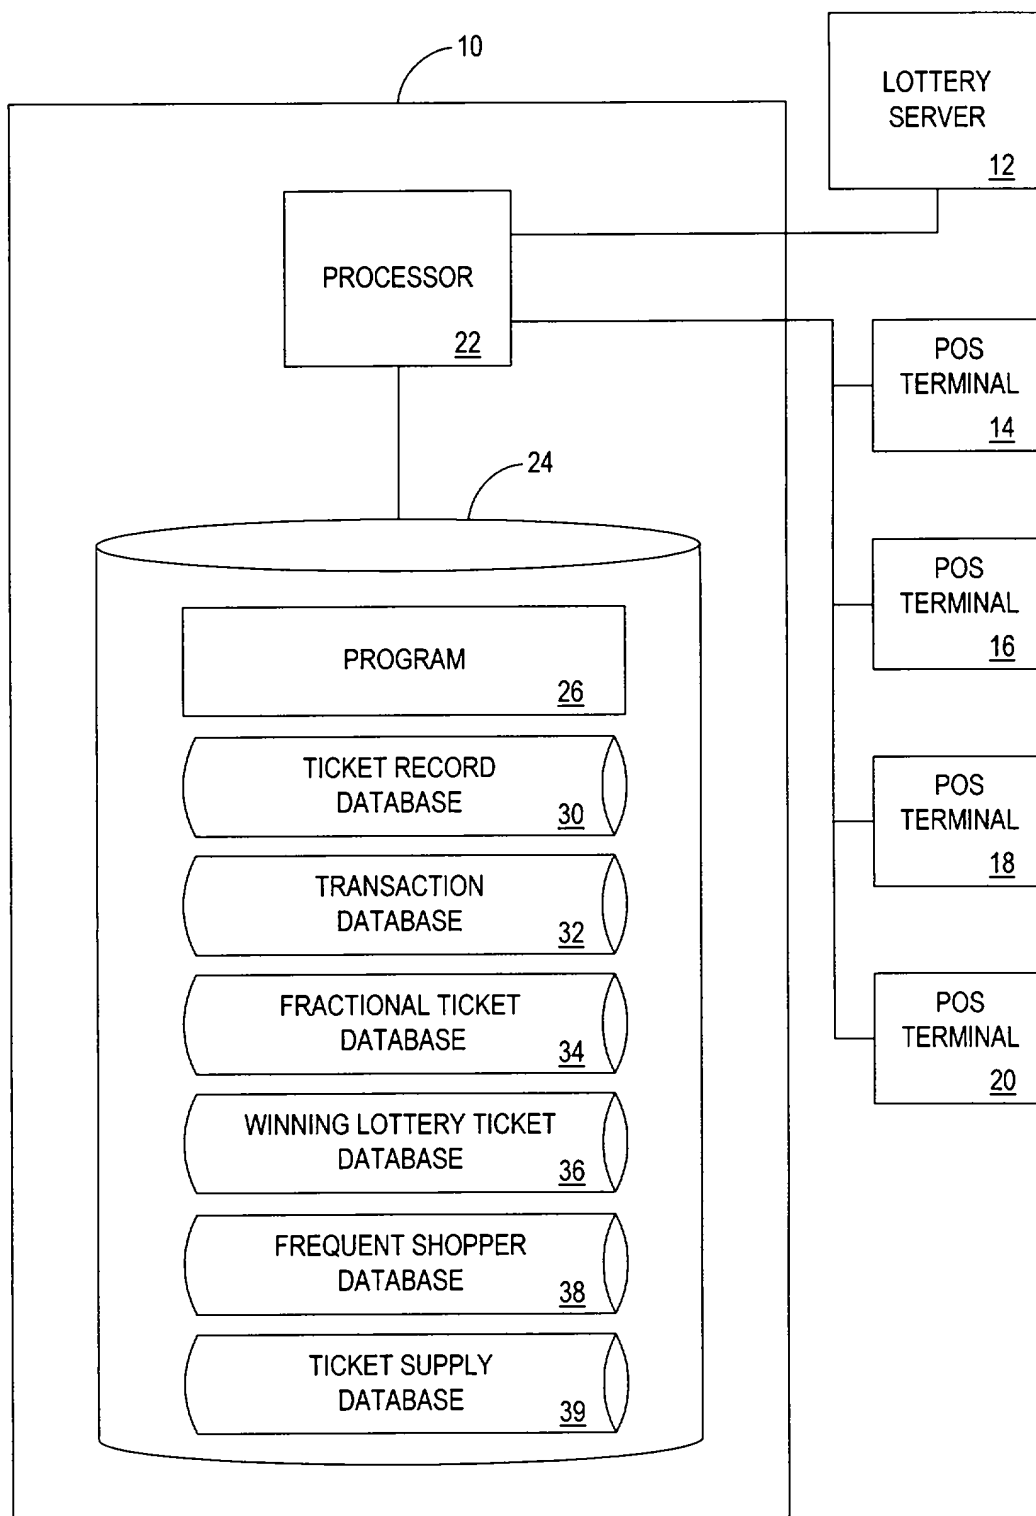 10
LOTTERY
SERVER
12
PROCESSOR
22
POS
TERMINAL
14
24
POS
TERMINAL
16
PROGRAM
26
TICKET RECORD
DATABASE
30
POS
TERMINAL
18
TRANSACTION
DATABASE
32
FRACTIONAL TICKET
DATABASE
34
POS
TERMINAL
20
WINNING LOTTERY TICKET
DATABASE
36
FREQUENT SHOPPER
DATABASE
38
TICKET SUPPLY
DATABASE
39